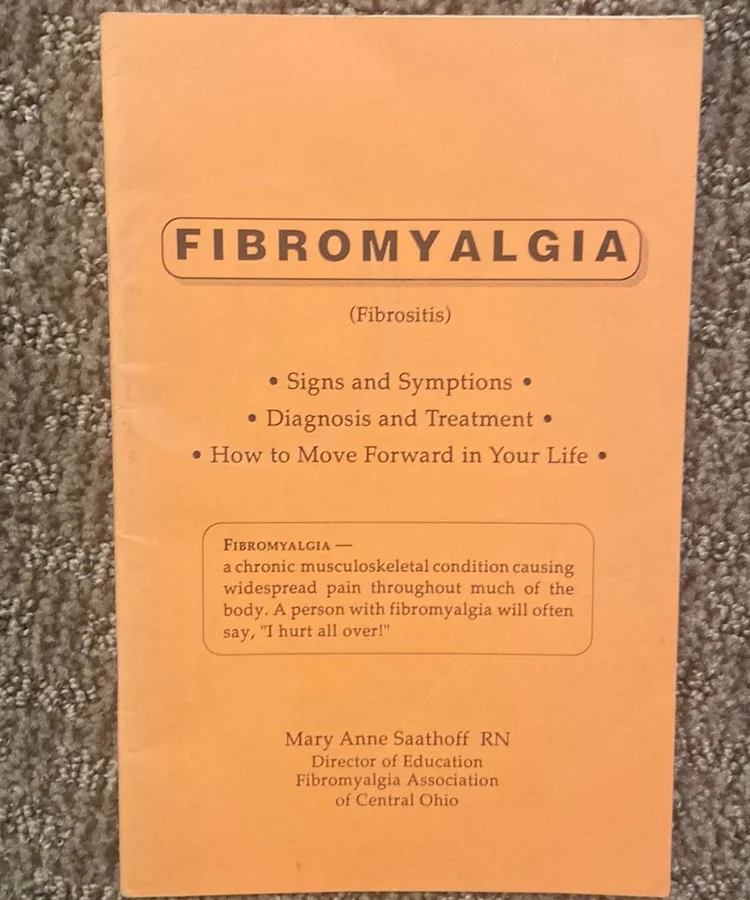 FIBROMYALGIA
(Fibrositis)
• Signs and Symptoms •
• Diagnosis and Treatment •
• How to Move Forward in Your Life •
FIBROMYALGIA —
a chronic musculoskeletal condition causing
widespread pain throughout much of the
body. A person with fibromyalgia will often
say, "I hurt all over!"
Mary Anne Saathoff RN
Director of Education
Fibromyalgia Association
of Central Ohio